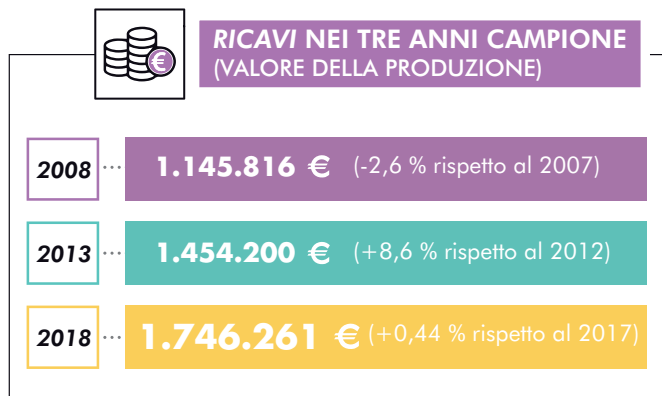 €
RICAVI NEI TRE ANNI CAMPIONE
(VALORE DELLA PRODUZIONE)
2008 ... 1.145.816 € (-2,6 % rispetto al 2007)
2013 ... 1.454.200 € (+8,6 % rispetto al 2012)
2018 ... 1.746.261 € (+0,44 % rispetto al 2017)